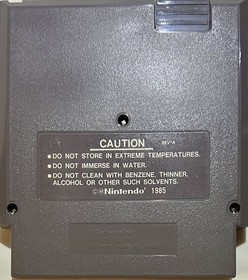 CAUTION REV-A
• DO NOT STORE IN EXTREME TEMPERATURES.
• DO NOT IMMERSE IN WATER.
• DO NOT CLEAN WITH BENZENE, THINNER,
ALCOHOL OR OTHER SUCH SOLVENTS.
©Ⓜ Nintendo® 1985